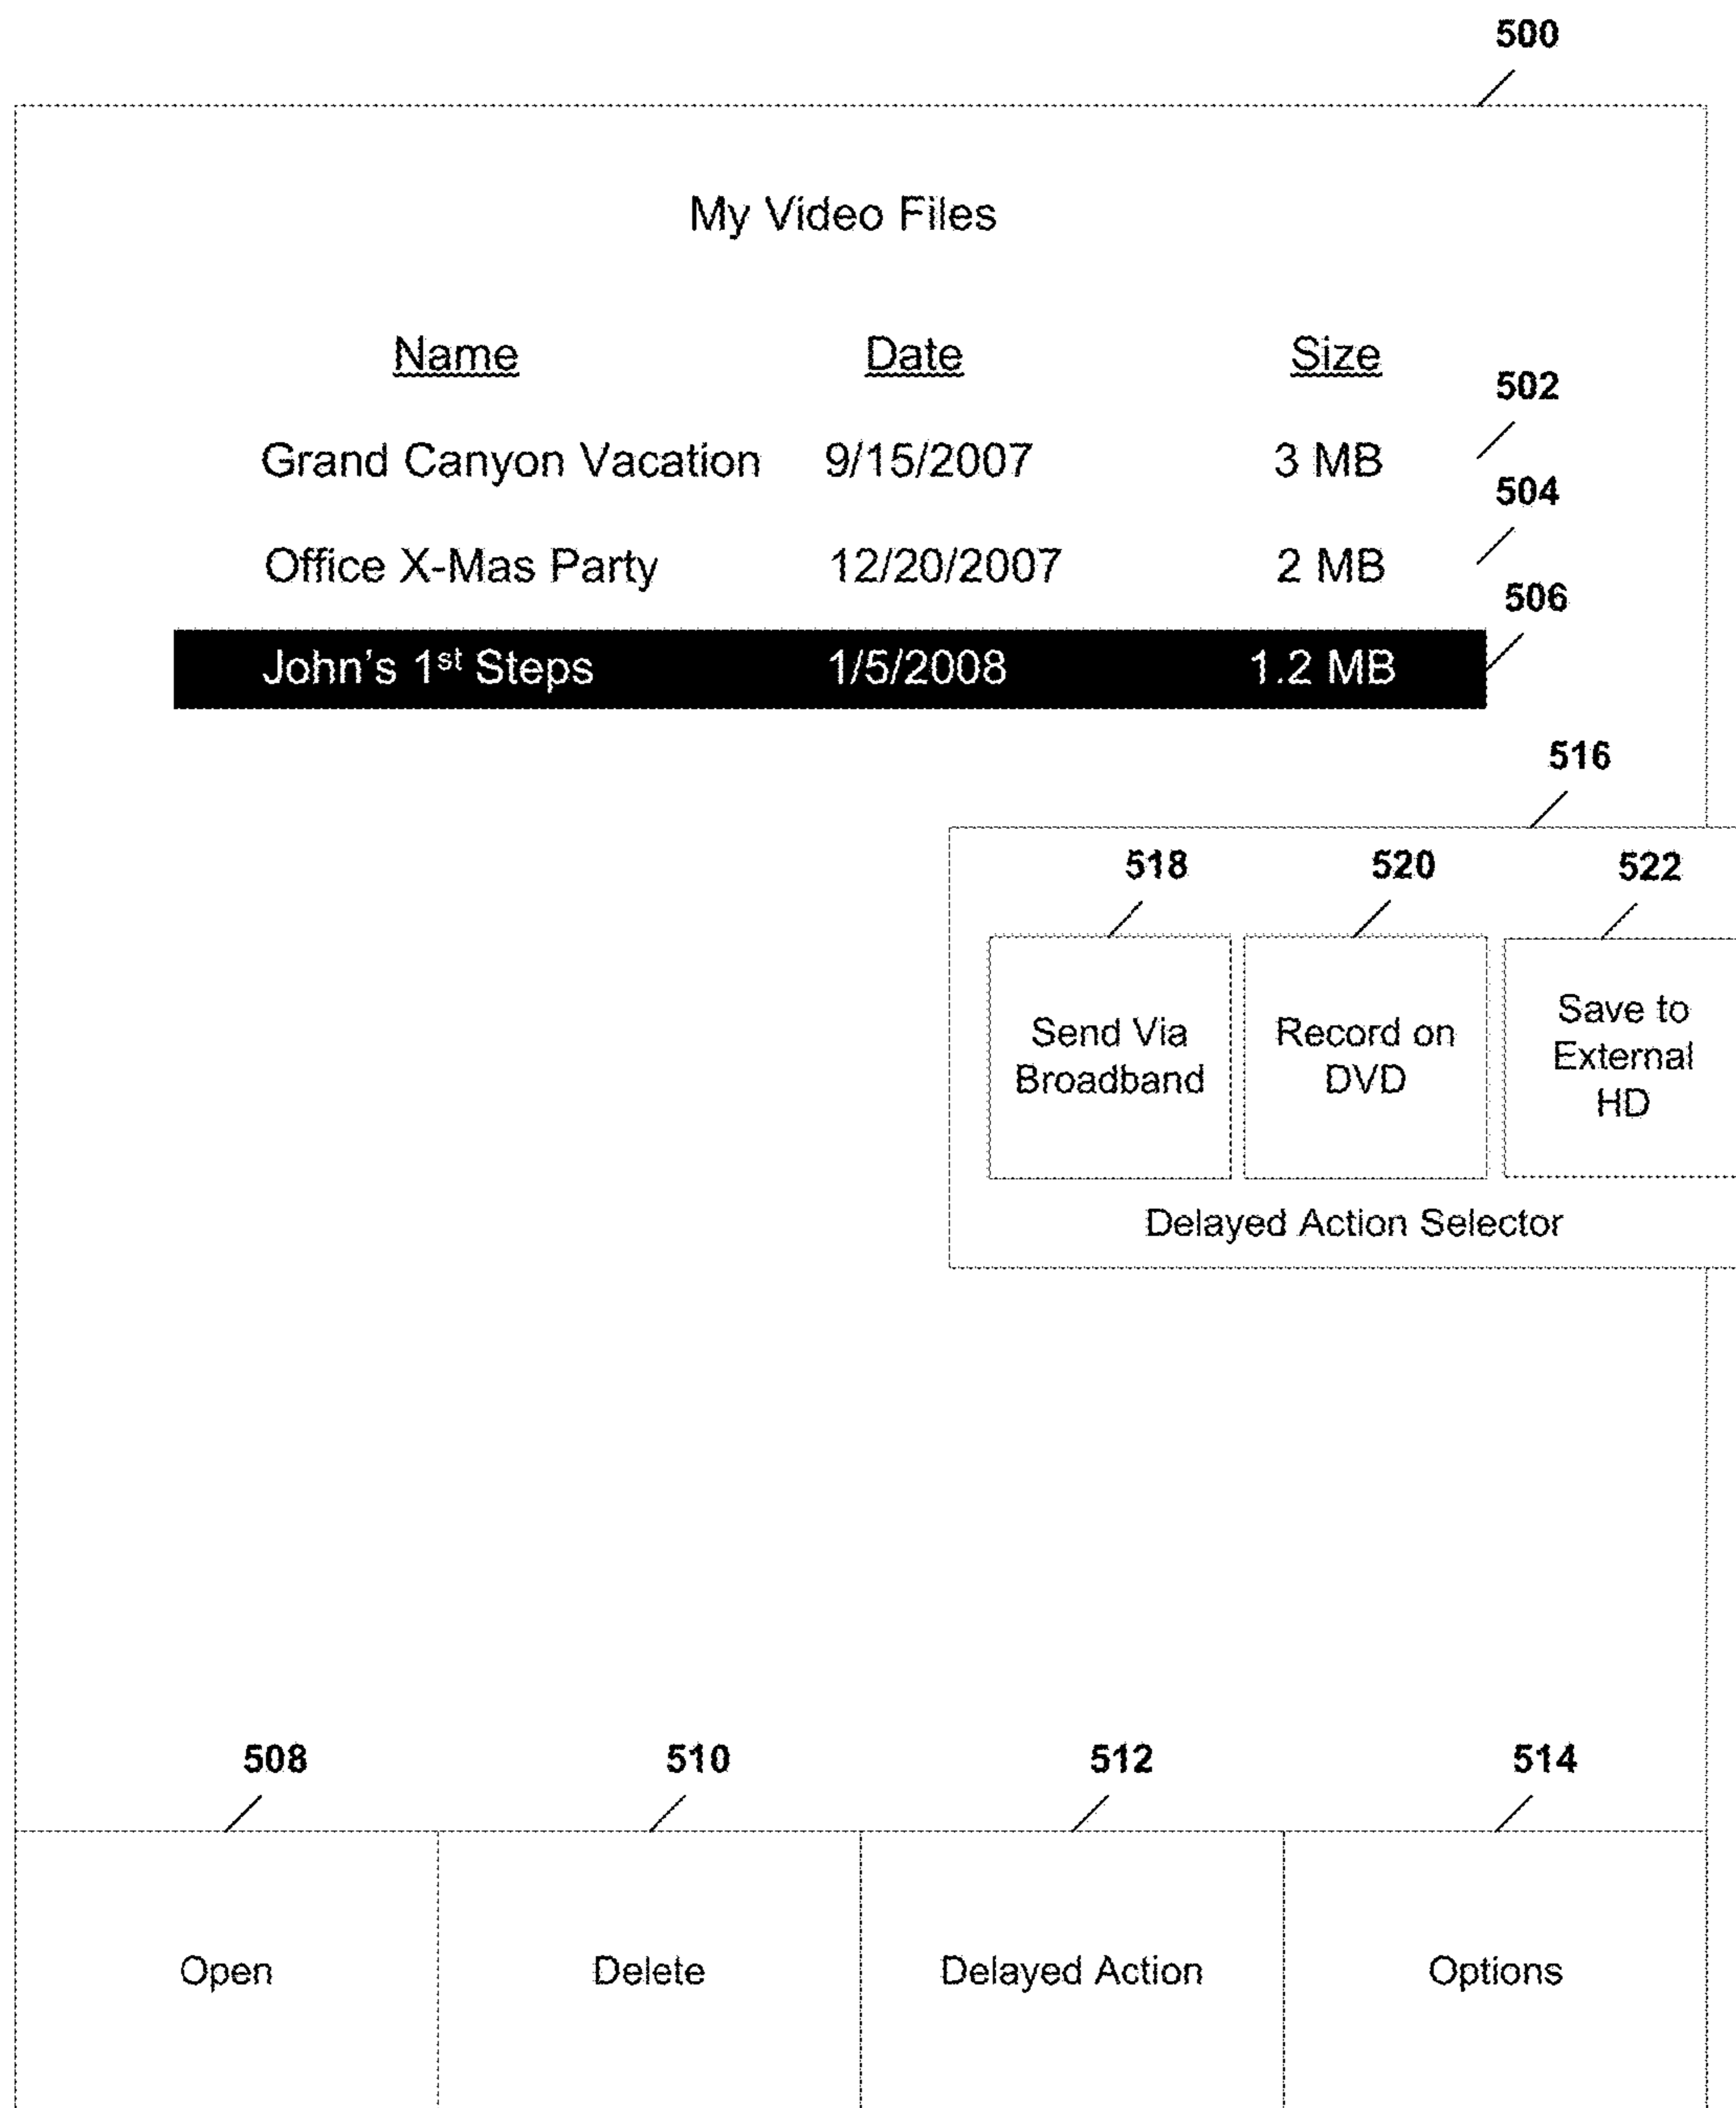 500
My Video Files
Name Date Size
502
Grand Canyon Vacation 9/15/2007 3 MB
504
Office X-Mas Party 12/20/2007 2 MB
506
John's 1st Steps 1/5/2008 1.2 MB
516
518 520 522
Send Via Broadband
Record on DVD
Save to External HD
Delayed Action Selector
508 510 512 514
Open Delete Delayed Action Options